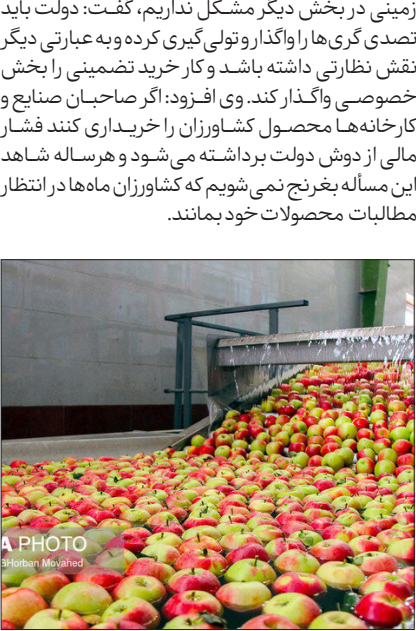 زمینی در بخش دیگر مشکل نداریم، گفت: دولت باید
تصدی گری‌ها را واگذار و تولی گیری کرده و به عبارتی دیگر
نقش نظارتی داشته باشد و کار خرید تضمینی را بخش
خصوصی واگذار کند. وی افزود: اگر صاحبان صنایع و
کارخانه‌ها محصول کشاورزان را خریداری کنند فشار
مالی از دوش دولت برداشته می‌شود و هرساله شاهد
این مسأله بغرنج نمی‌شویم که کشاورزان ماه‌ها در انتظار
مطالبات محصولات خود بمانند.
A PHOTO
GHorban Movahed